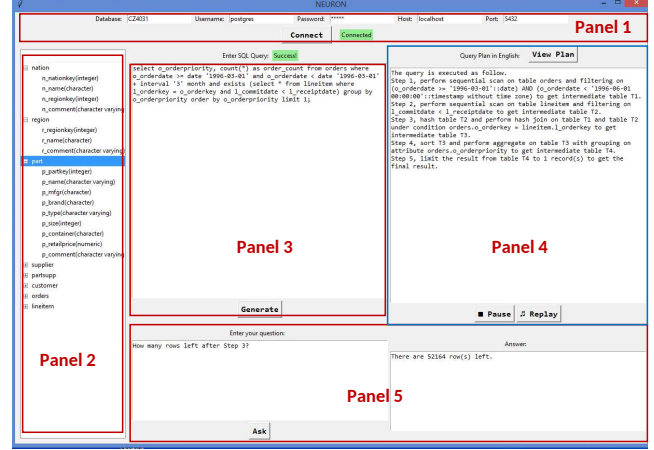 NEURON
Database: CZ4031 Username: postgres Password: ***** Host: localhost Port: 5432
Panel 1
Connect Connected
nation
n_nationkey(integer)
n_name(character)
n_regionkey(integer)
n_comment(character varying
region
r_regionkey(integer)
r_name(character)
r_comment(character varying
part
p_partkey(integer)
p_name(character varying)
p_mfgr(character)
p_brand(character)
p_type(character varying)
p_size(integer)
p_container(character)
p_retailprice(numeric)
p_comment(character varying
supplier
partsupp
customer
orders
lineitem
Panel 2
Enter SQL Query: Success!
select o_orderpriority, count(*) as order_count from orders where
o_orderdate >= date '1996-03-01' and o_orderdate < date '1996-03-01'
+ interval '3' month and exists (select * from lineitem where
l_orderkey = o_orderkey and l_commitdate < l_receiptdate) group by
o_orderpriority order by o_orderpriority limit 1;
Panel 3
Generate
Query Plan in English: View Plan
The query is executed as follow.
Step 1, perform sequential scan on table orders and filtering on
(o_orderdate >= '1996-03-01'::date) AND (o_orderdate < '1996-06-01
00:00:00'::timestamp without time zone) to get intermediate table T1.
Step 2, perform sequential scan on table lineitem and filtering on
l_commitdate < l_receiptdate to get intermediate table T2.
Step 3, hash table T2 and perform hash join on table T1 and table T2
under condition orders.o_orderkey = lineitem.l_orderkey to get
intermediate table T3.
Step 4, sort T3 and perform aggregate on table T3 with grouping on
attribute orders.o_orderpriority to get intermediate table T4.
Step 5, limit the result from table T4 to 1 record(s) to get the
final result.
Panel 4
Pause Replay
Enter your question:
How many rows left after Step 3?
Ask
Answer:
There are 52164 row(s) left.
Panel 5